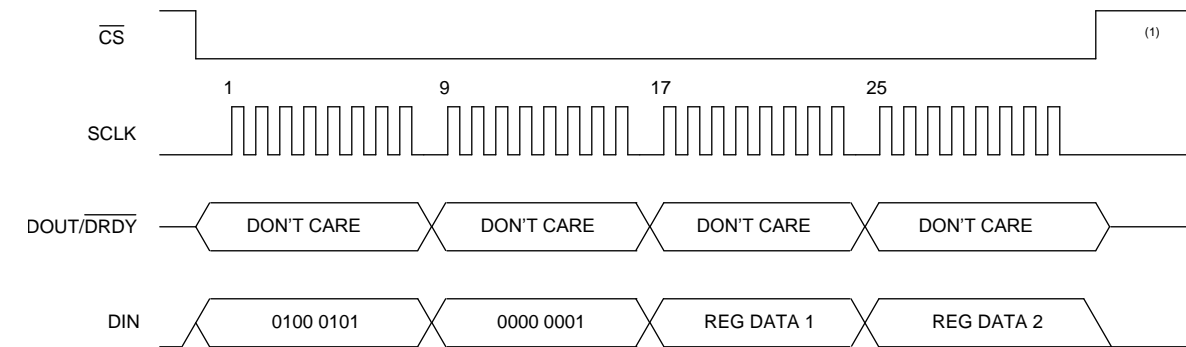 CS
(1)
1 9 17 25
SCLK
DOUT/DRDY DON'T CARE DON'T CARE DON'T CARE DON'T CARE
DIN 0100 0101 0000 0001 REG DATA 1 REG DATA 2